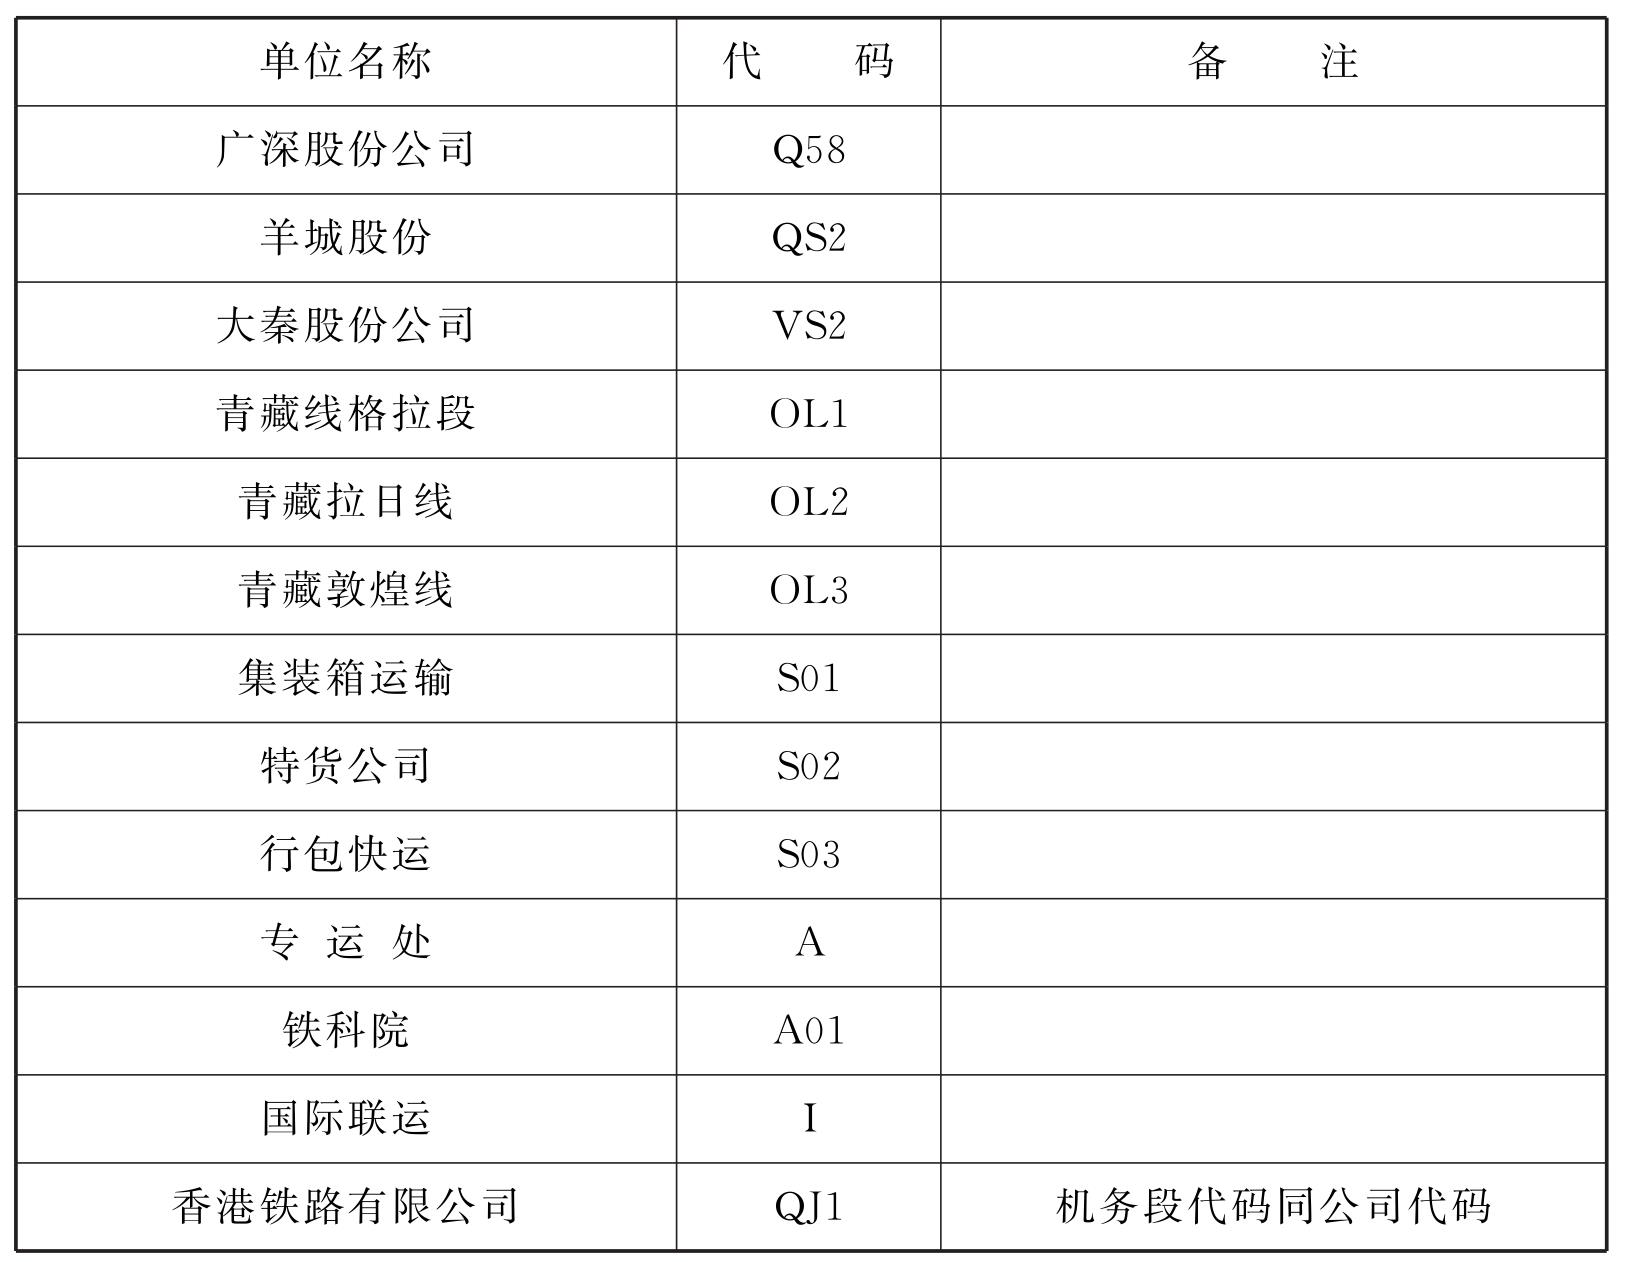 单位名称 代 码 备 注
广深股份公司 Q58
羊城股份 QS2
大秦股份公司 VS2
青藏线格拉段 OL1
青藏拉日线 OL2
青藏敦煌线 OL3
集装箱运输 S01
特货公司 S02
行包快运 S03
专 运 处 A
铁科院 A01
国际联运 I
香港铁路有限公司 QJ1 机务段代码同公司代码